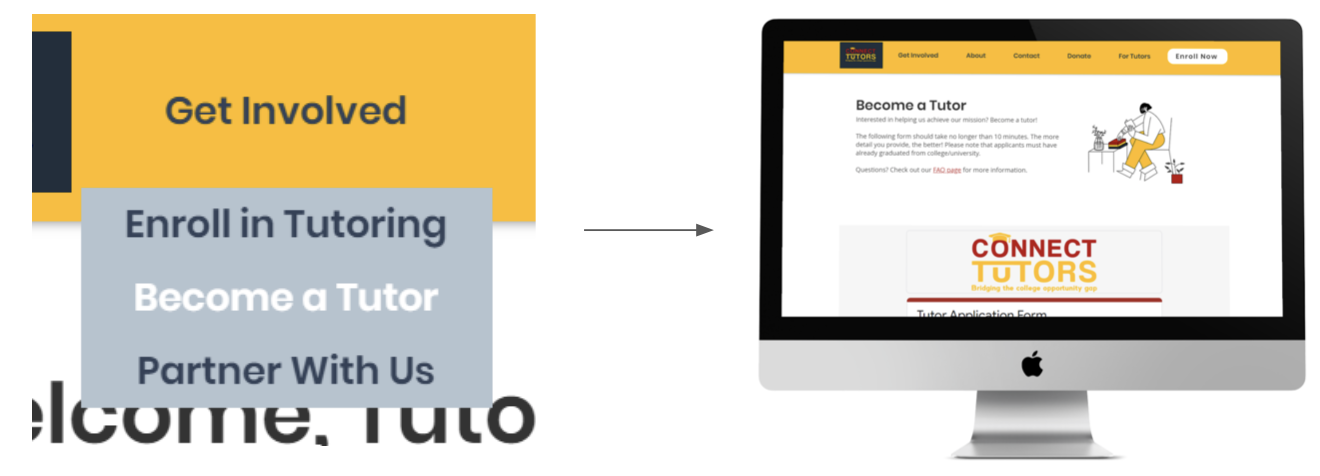 Get Involved
Enroll in Tutoring
Become a Tutor
Partner With Us
elcome, Tuto
CONNECT
TUTORS
Get Involved
About
Contact
Donate
For Tutors
Enroll Now
Become a Tutor
Interested in helping us achieve our mission? Become a tutor!
The following form should take no longer than 10 minutes. The more
detail you provide, the better! Please note that applicants must have
already graduated from college/university.
Questions? Check out our FAQ page for more information.
CONNECT
TUTORS
Bridging the college opportunity gap
Tutor Application Form